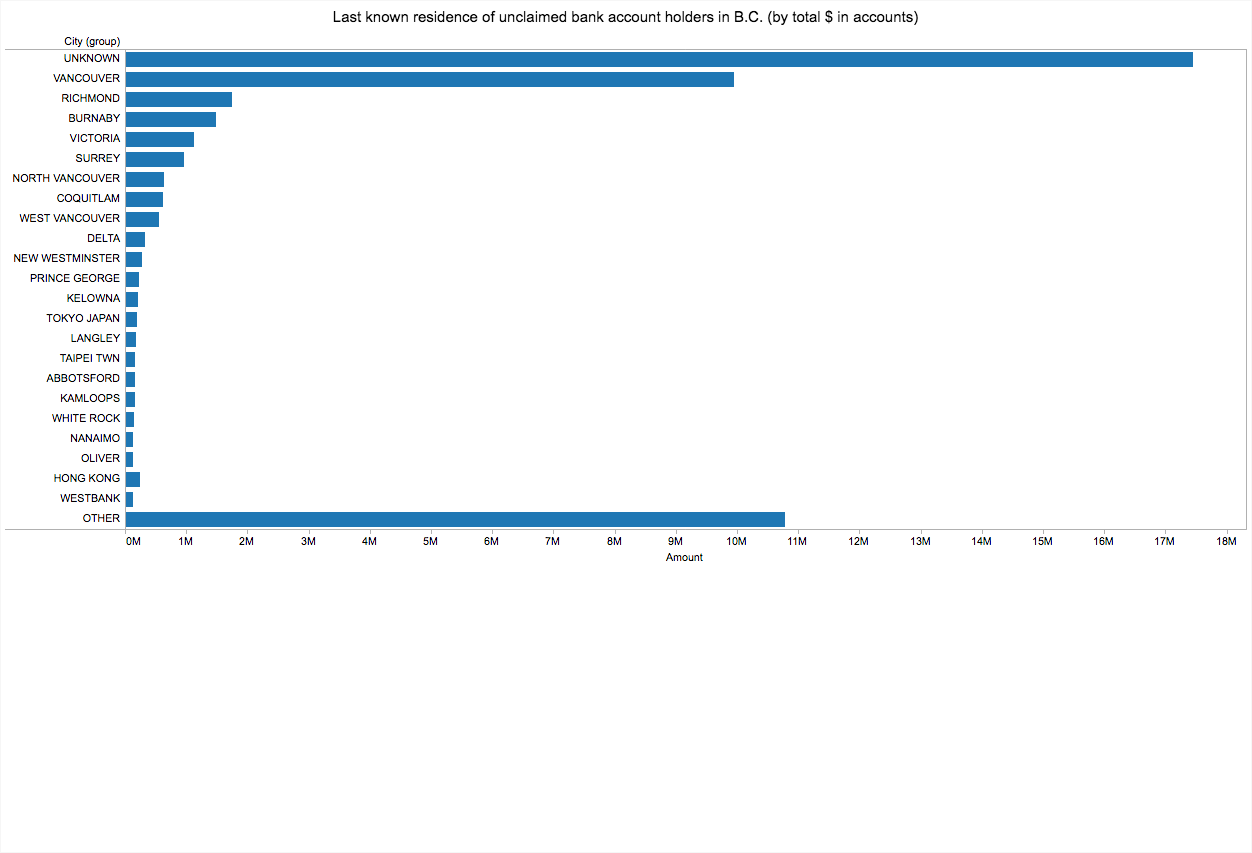 Last known residence of unclaimed bank account holders in B.C. (by total $ in accounts)
City (group)
UNKNOWN
VANCOUVER
RICHMOND
BURNABY
VICTORIA
SURREY
NORTH VANCOUVER
COQUITLAM
WEST VANCOUVER
DELTA
NEW WESTMINSTER
PRINCE GEORGE
KELOWNA
TOKYO JAPAN
LANGLEY
TAIPEI TWN
ABBOTSFORD
KAMLOOPS
WHITE ROCK
NANAIMO
OLIVER
HONG KONG
WESTBANK
OTHER
0M 1M 2M 3M 4M 5M 6M 7M 8M 9M 10M 11M 12M 13M 14M 15M 16M 17M 18M
Amount